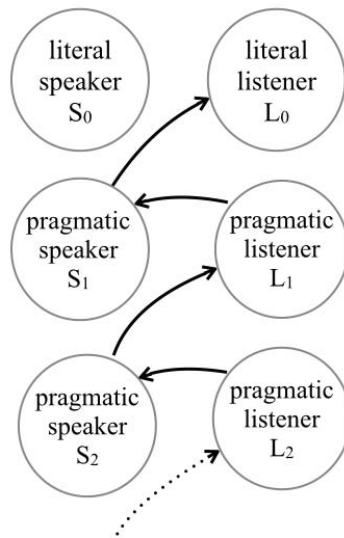 literal
speaker
S₀
literal
listener
L₀
pragmatic
speaker
S₁
pragmatic
listener
L₁
pragmatic
speaker
S₂
pragmatic
listener
L₂